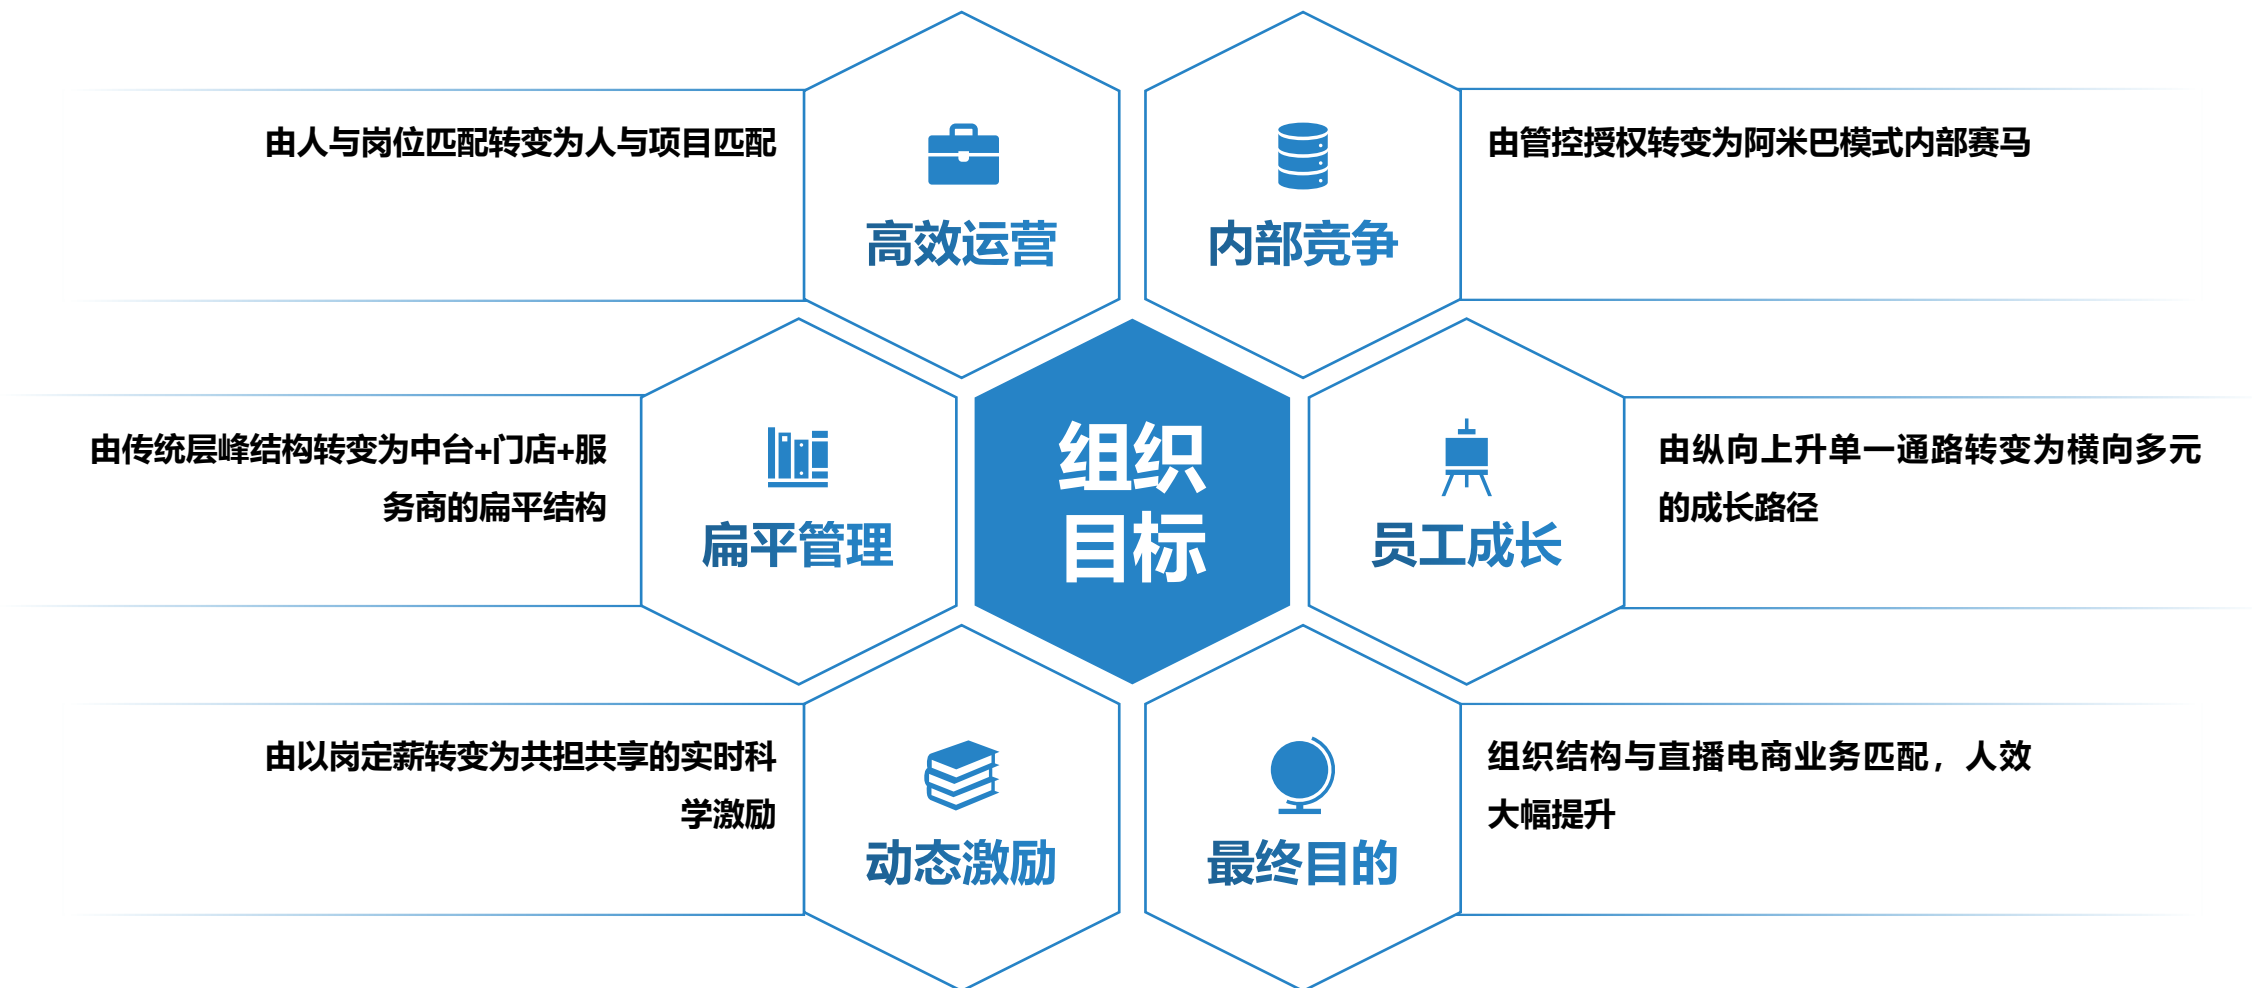 由人与岗位匹配转变为人与项目匹配
高效运营
内部竞争
由管控授权转变为阿米巴模式内部赛马
由传统层峰结构转变为中台+门店+服
务商的扁平结构
扁平管理
组织
目标
员工成长
由纵向上升单一通路转变为横向多元
的成长路径
由以岗定薪转变为共担共享的实时科
学激励
动态激励
最终目的
组织结构与直播电商业务匹配，人效
大幅提升